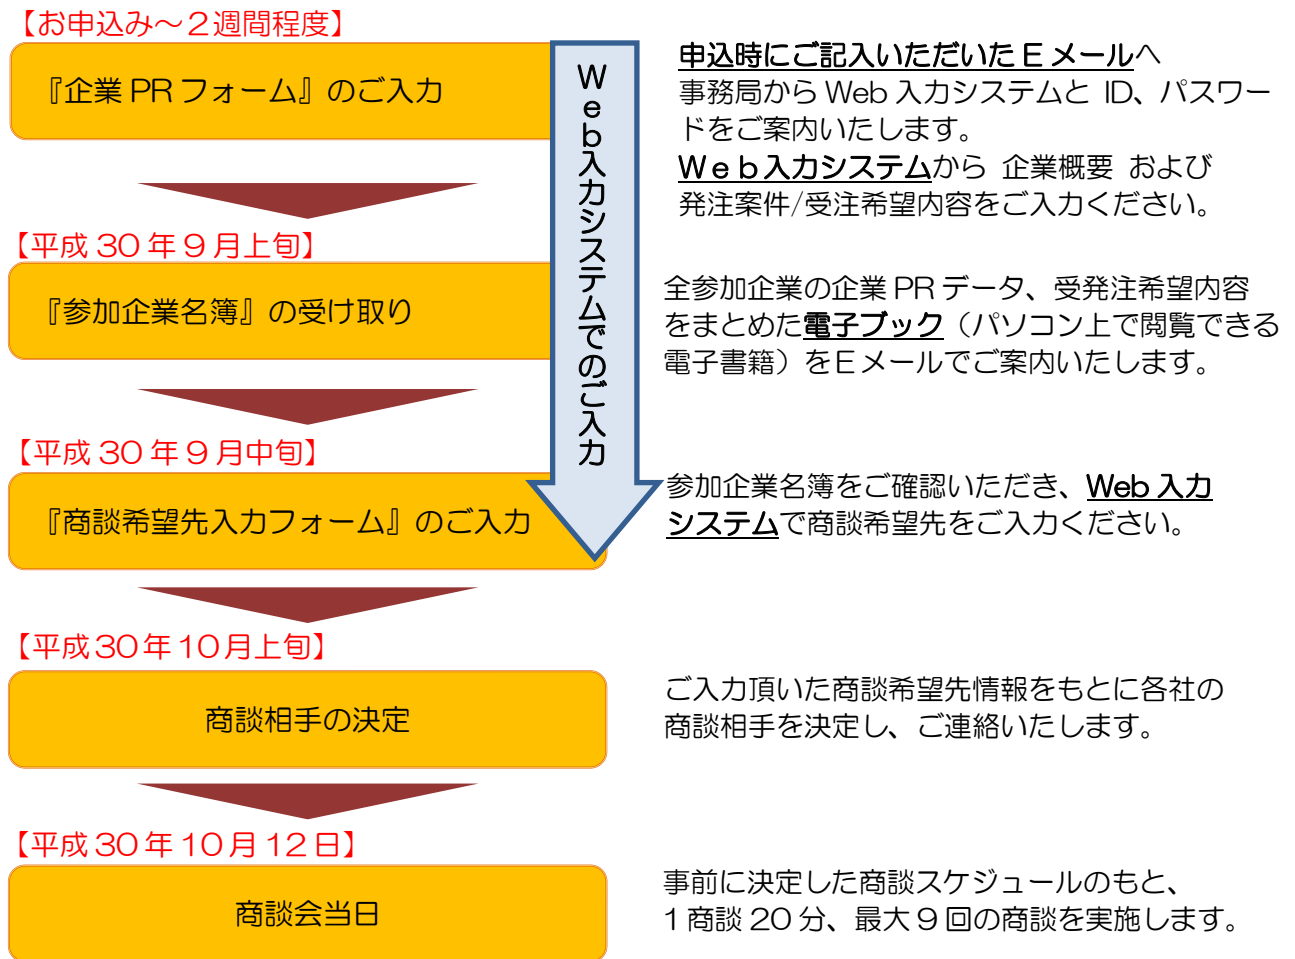 【お申込み～２週間程度】
『企業 PR フォーム』のご入力
申込時にご記入いただいたＥメールへ
事務局から Web 入力システムと ID、パスワー
ドをご案内いたします。
Ｗｅｂ入力システムから 企業概要 および
発注案件/受注希望内容をご入力ください。
Ｗｅｂ入力システムでのご入力
【平成 30 年 9 月上旬】
『参加企業名簿』の受け取り
全参加企業の企業 PR データ、受発注希望内容
をまとめた電子ブック（パソコン上で閲覧できる
電子書籍）をＥメールでご案内いたします。
【平成 30 年 9 月中旬】
『商談希望先入力フォーム』のご入力
参加企業名簿をご確認いただき、Web 入力
システムで商談希望先をご入力ください。
【平成 30 年 10 月上旬】
商談相手の決定
ご入力頂いた商談希望先情報をもとに各社の
商談相手を決定し、ご連絡いたします。
【平成 30 年 10 月 12 日】
商談会当日
事前に決定した商談スケジュールのもと、
１商談 20 分、最大 9 回の商談を実施します。